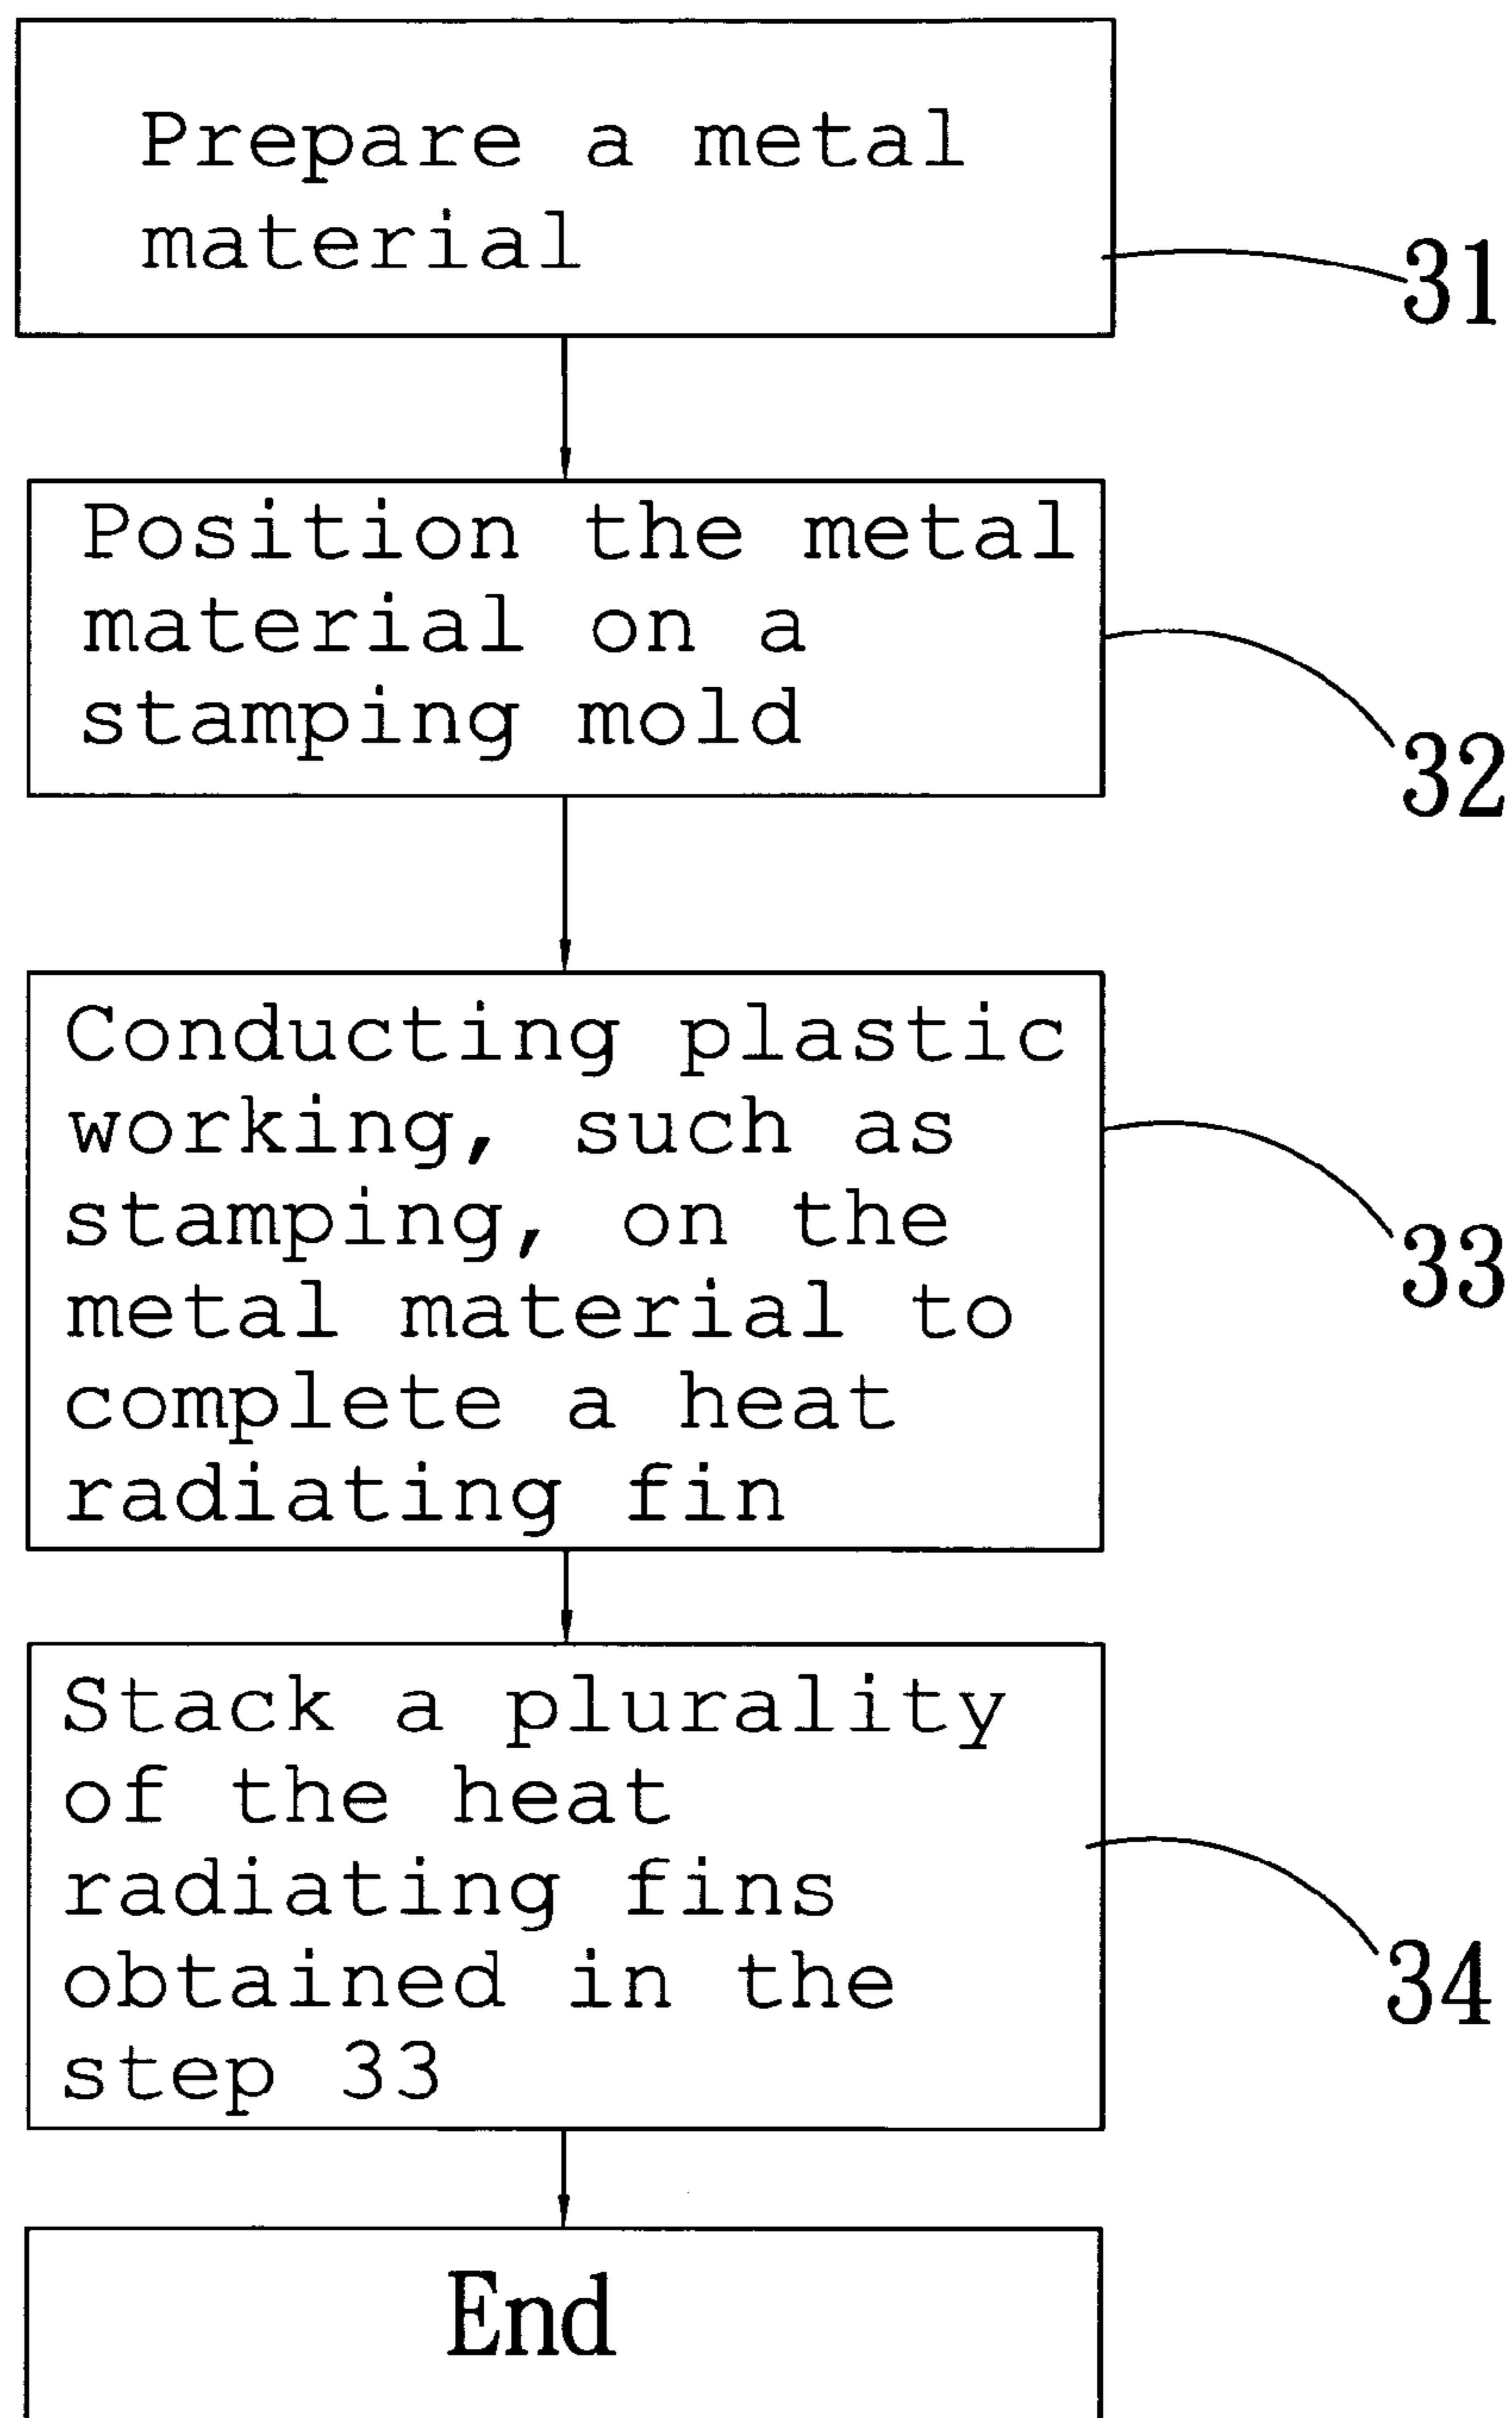 Prepare a metal
material
31
Position the metal
material on a
stamping mold
32
Conducting plastic
working, such as
stamping, on the
metal material to
complete a heat
radiating fin
33
Stack a plurality
of the heat
radiating fins
obtained in the
step 33
34
End